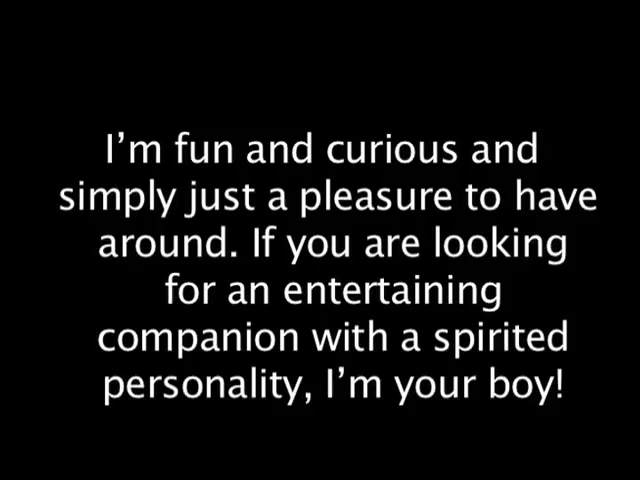 I’m fun and curious and
simply just a pleasure to have
around. If you are looking
for an entertaining
companion with a spirited
personality, I’m your boy!